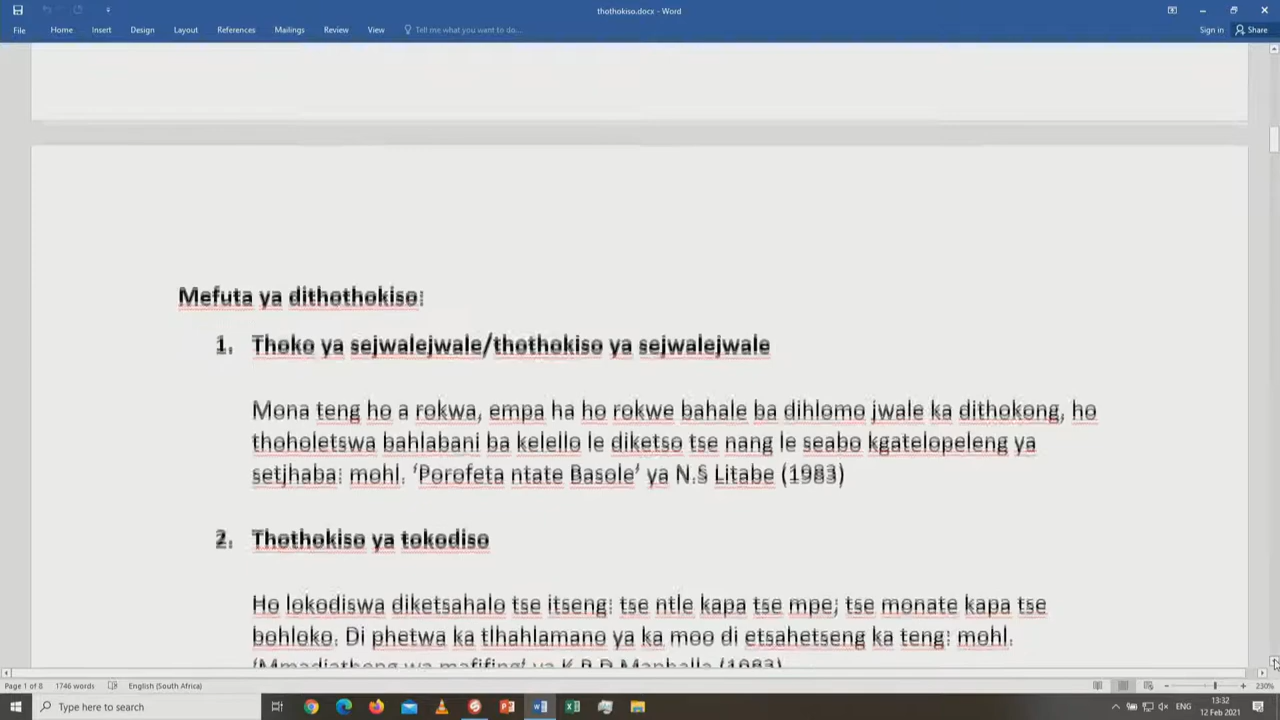 thothokiso.docx - Word
File Home Insert Design Layout References Mailings Review View Tell me what you want to do... Sign in Share
Mefuta ya dithothokiso:
1. Thoko ya sejwalejwale/thothokiso ya sejwalejwale
Mona teng ho a rokwa, empa ha ho rokwe bahale ba dihlomo jwale ka dithokong, ho
thoholetswa bahlabani ba kelello le diketso tse nang le seabo kgatelopeleng ya
setjhaba: mohl. ‘Porofeta ntate Basole’ ya N.S Litabe (1983)
2. Thothokiso ya tokodiso
Ho lokodiswa diketsahalo tse itseng: tse ntle kapa tse mpe; tse monate kapa tse
bohloko. Di phetwa ka tlhahlamano ya ka moo di etsahetseng ka teng: mohl.
wa mafifing’ ya K.P.D Maphalla (1983)
Page 1 of 8 1746 words English (South Africa) 230%
Type here to search ENG 13:32
12 Feb 2021